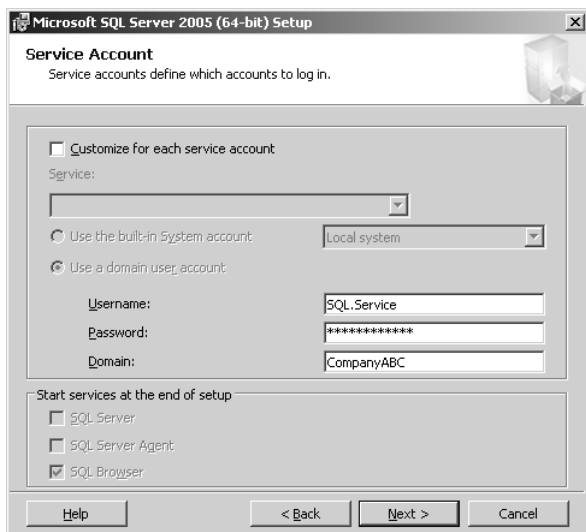 Microsoft SQL Server 2005 (64-bit) Setup
Service Account
Service accounts define which accounts to log in.
Customize for each service account
Service:
Use the built-in System account
Local system
Use a domain user account
Username:
SQL.Service
Password:
************
Domain:
CompanyABC
Start services at the end of setup
SQL Server
SQL Server Agent
SQL Browser
Help
< Back
Next >
Cancel